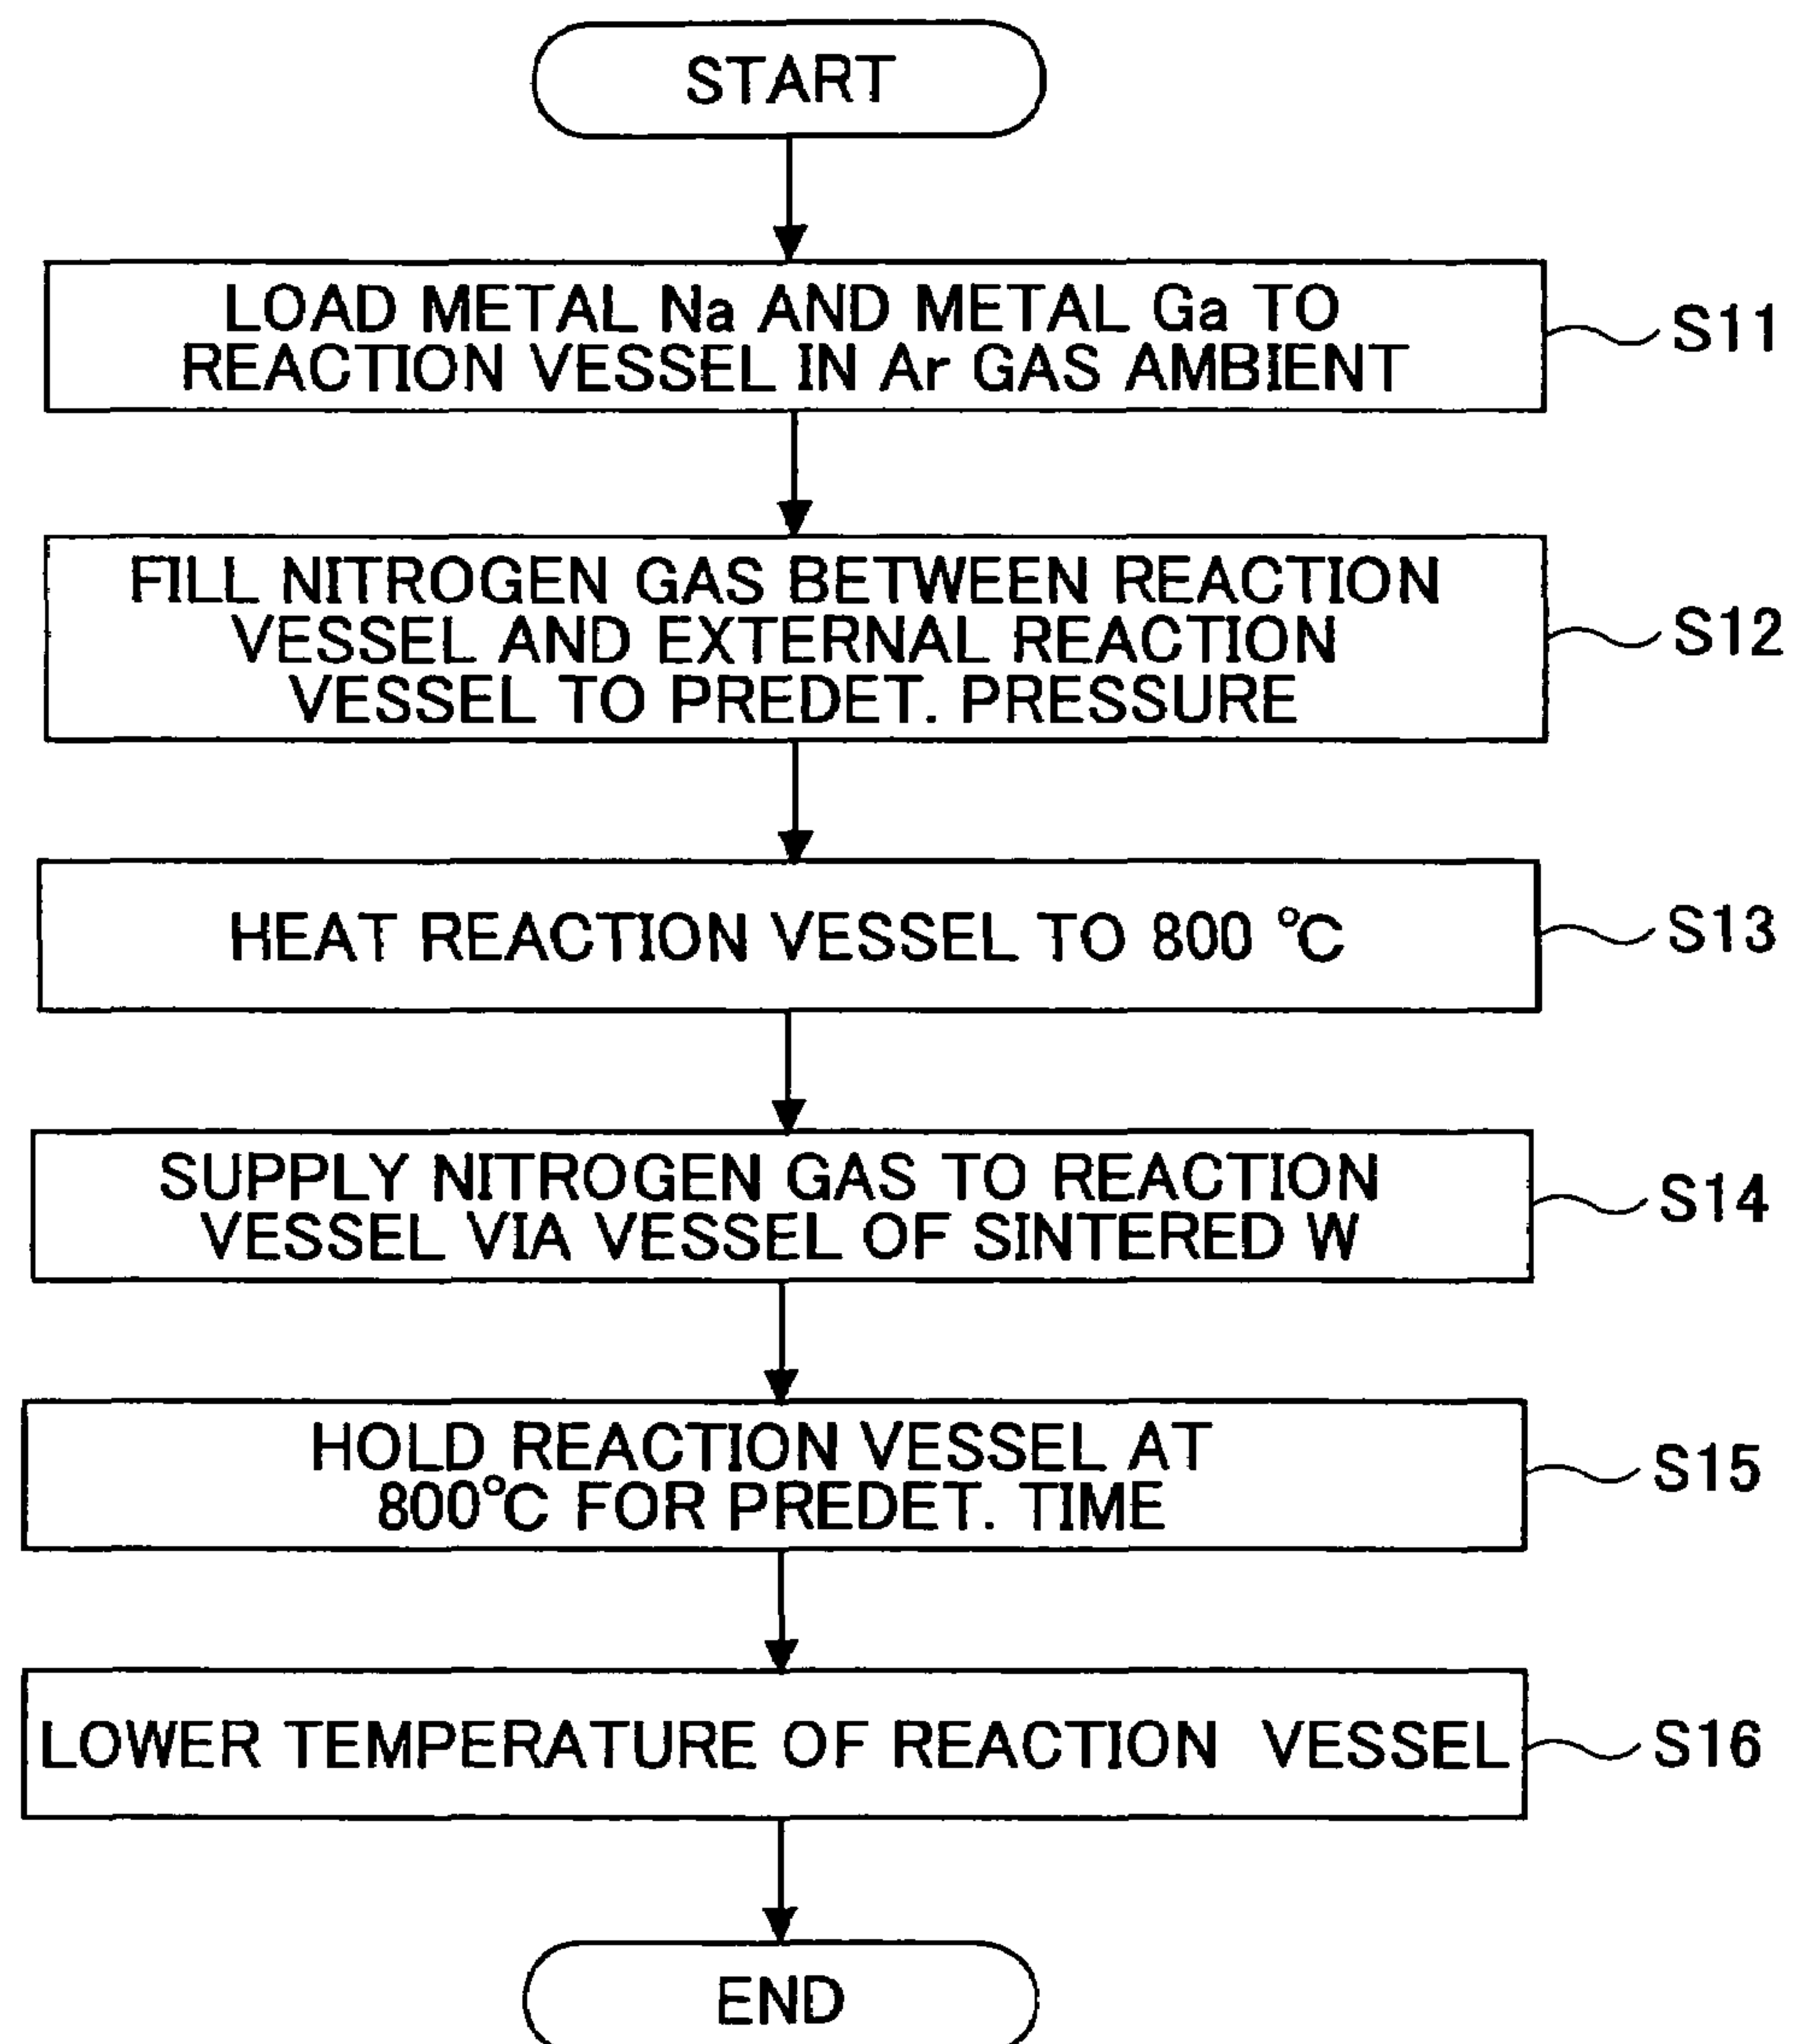 START
LOAD METAL Na AND METAL Ga TO
REACTION VESSEL IN Ar GAS AMBIENT
S11
FILL NITROGEN GAS BETWEEN REACTION
VESSEL AND EXTERNAL REACTION
VESSEL TO PREDET. PRESSURE
S12
HEAT REACTION VESSEL TO 800 °C
S13
SUPPLY NITROGEN GAS TO REACTION
VESSEL VIA VESSEL OF SINTERED W
S14
HOLD REACTION VESSEL AT
800°C FOR PREDET. TIME
S15
LOWER TEMPERATURE OF REACTION VESSEL
S16
END